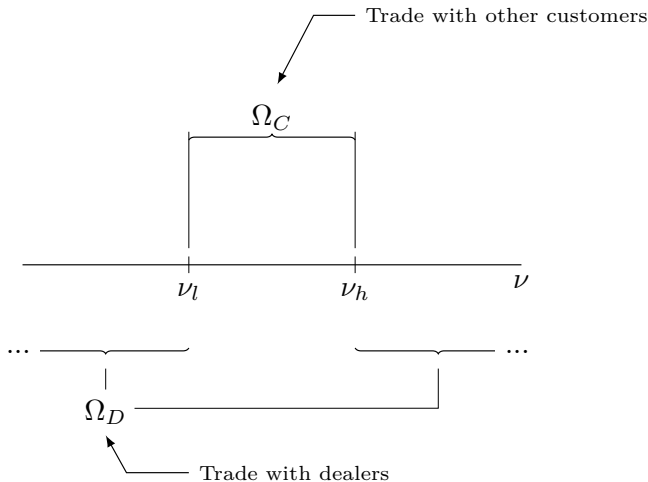 Trade with other customers
Ω_C
ν_l ν_h ν
... ...
Ω_D
Trade with dealers